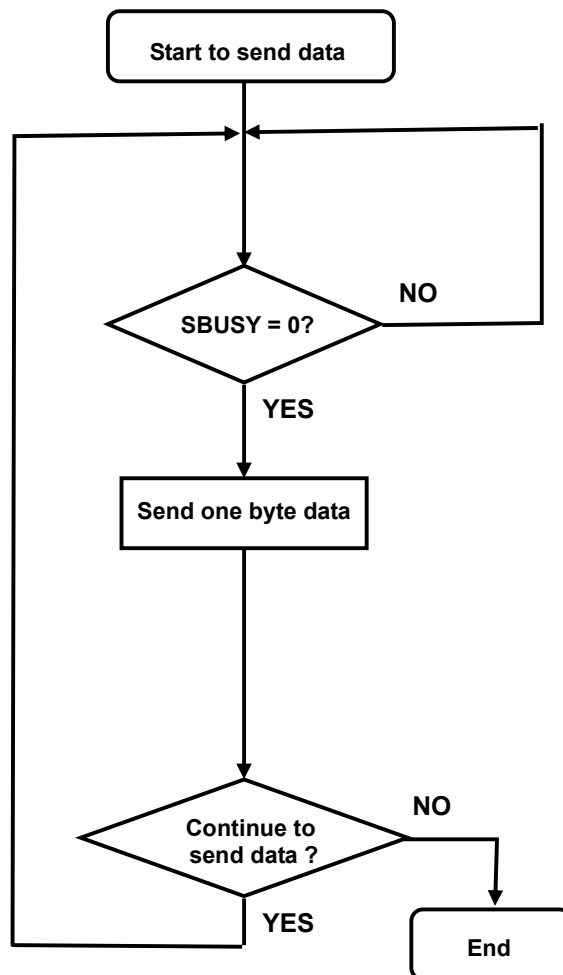 Start to send data
SBUSY = 0?
NO
YES
Send one byte data
Continue to
send data ?
NO
YES
End